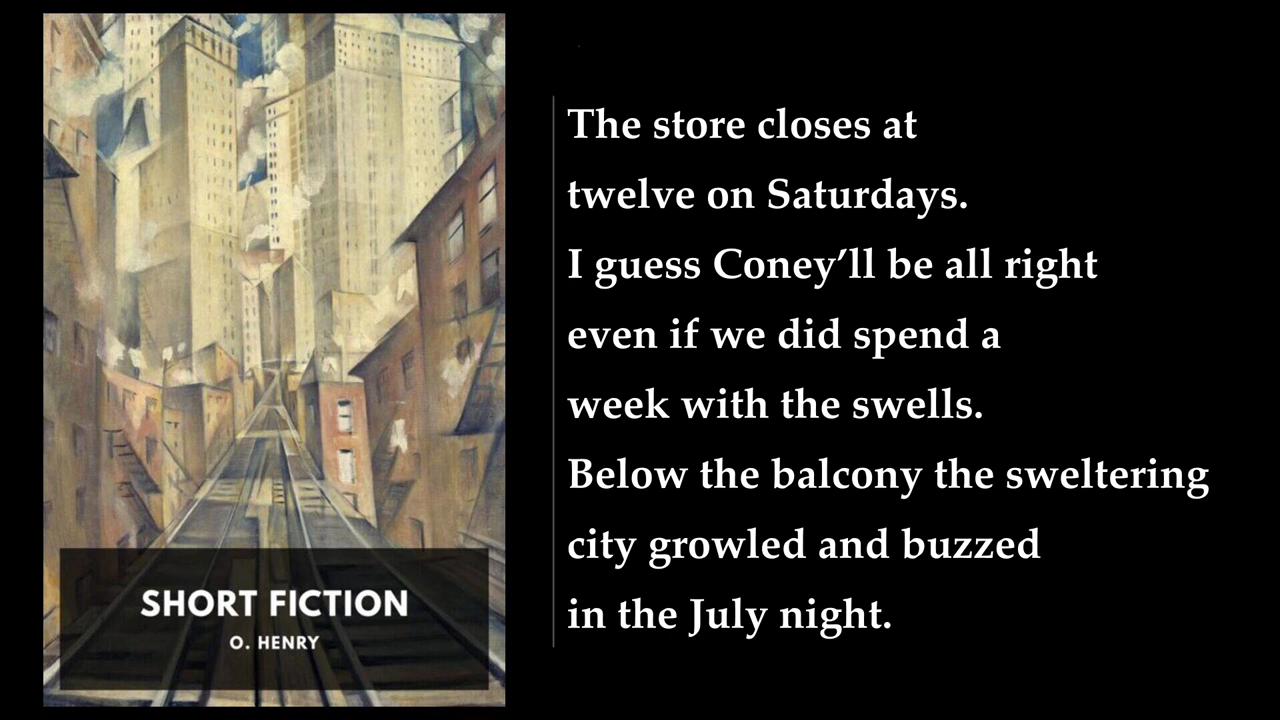 SHORT FICTION
O. HENRY
The store closes at
twelve on Saturdays.
I guess Coney’ll be all right
even if we did spend a
week with the swells.
Below the balcony the sweltering
city growled and buzzed
in the July night.